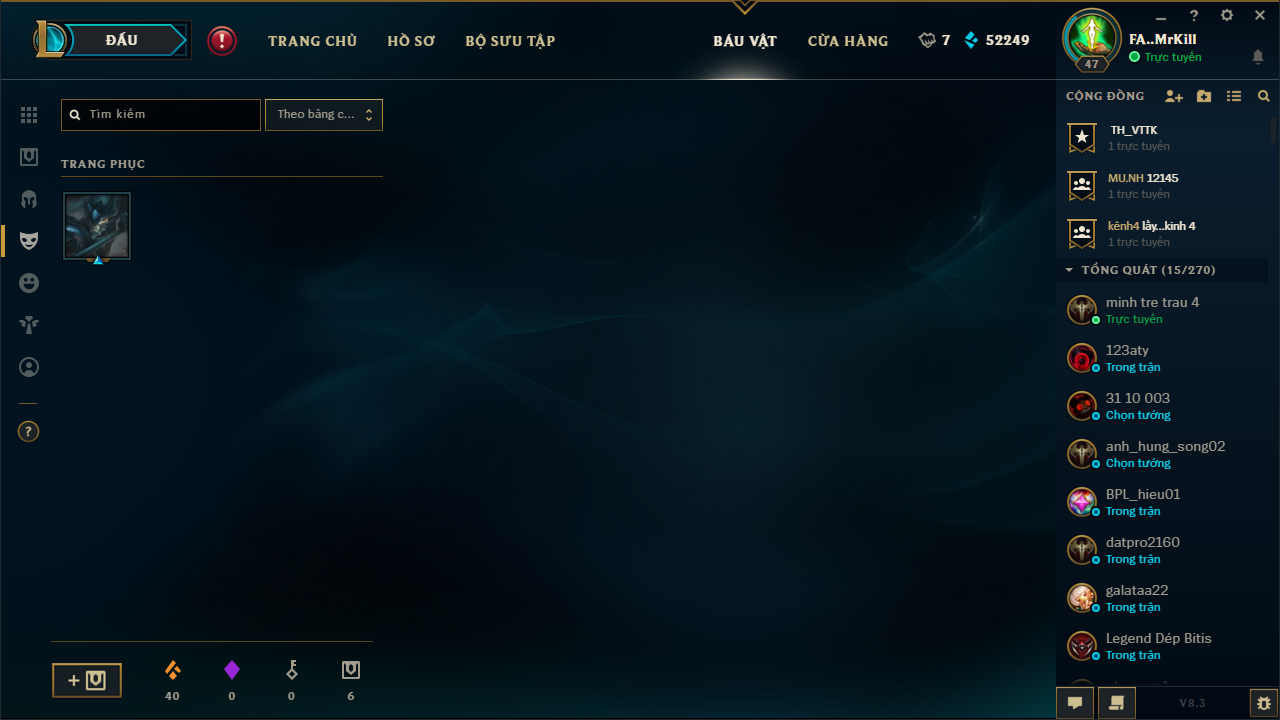 ĐẤU
TRANG CHỦ
HỒ SƠ
BỘ SƯU TẬP
BÁU VẬT
CỬA HÀNG
7
52249
FA..MrKill
Trực tuyến
47
Tìm kiếm
Theo bảng c...
TRANG PHỤC
40
0
0
6
CỘNG ĐỒNG
TH_VTTK
1 trực tuyến
MU.NH 12145
1 trực tuyến
kênh4 lầy...kinh 4
1 trực tuyến
TỔNG QUÁT (15/270)
minh tre trau 4
Trực tuyến
123aty
Trong trận
31 10 003
Chọn tướng
anh_hung_song02
Chọn tướng
BPL_hieu01
Trong trận
datpro2160
Trong trận
galataa22
Trong trận
Legend Dép Bitis
Trong trận
V8.3